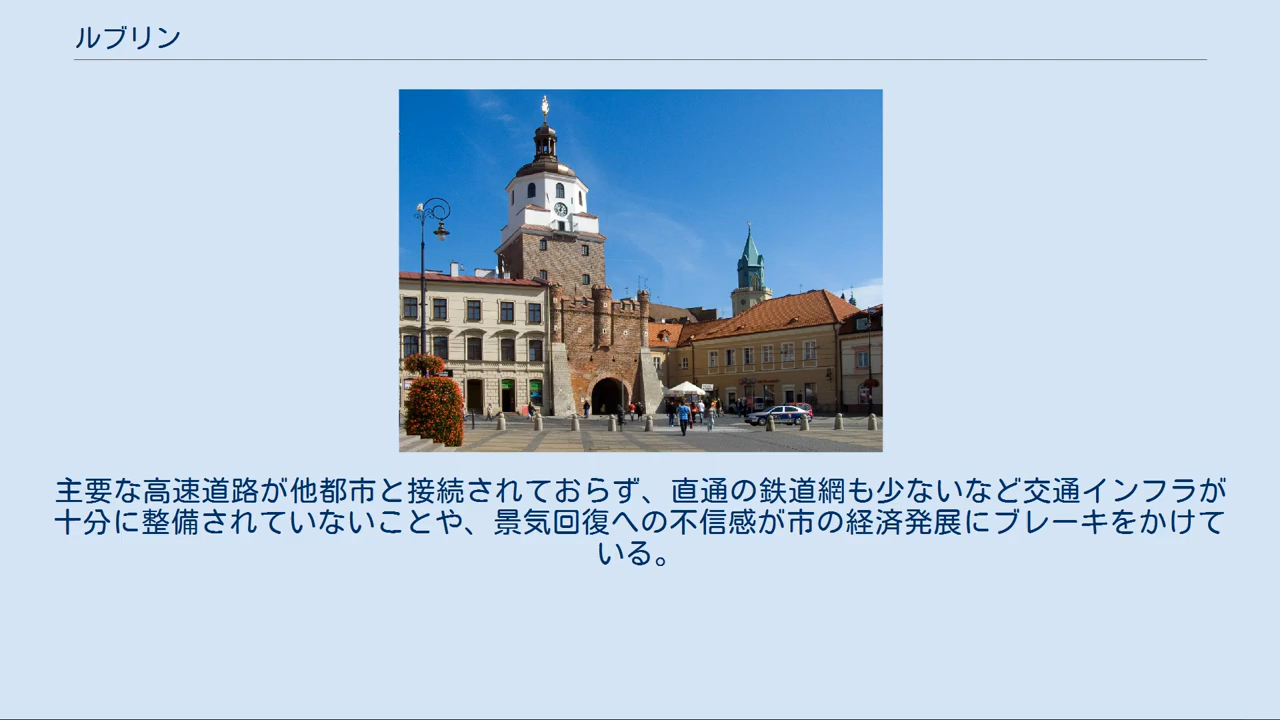 ルブリン
主要な高速道路が他都市と接続されておらず、直通の鉄道網も少ないなど交通インフラが
十分に整備されていないことや、景気回復への不信感が市の経済発展にブレーキをかけて
いる。